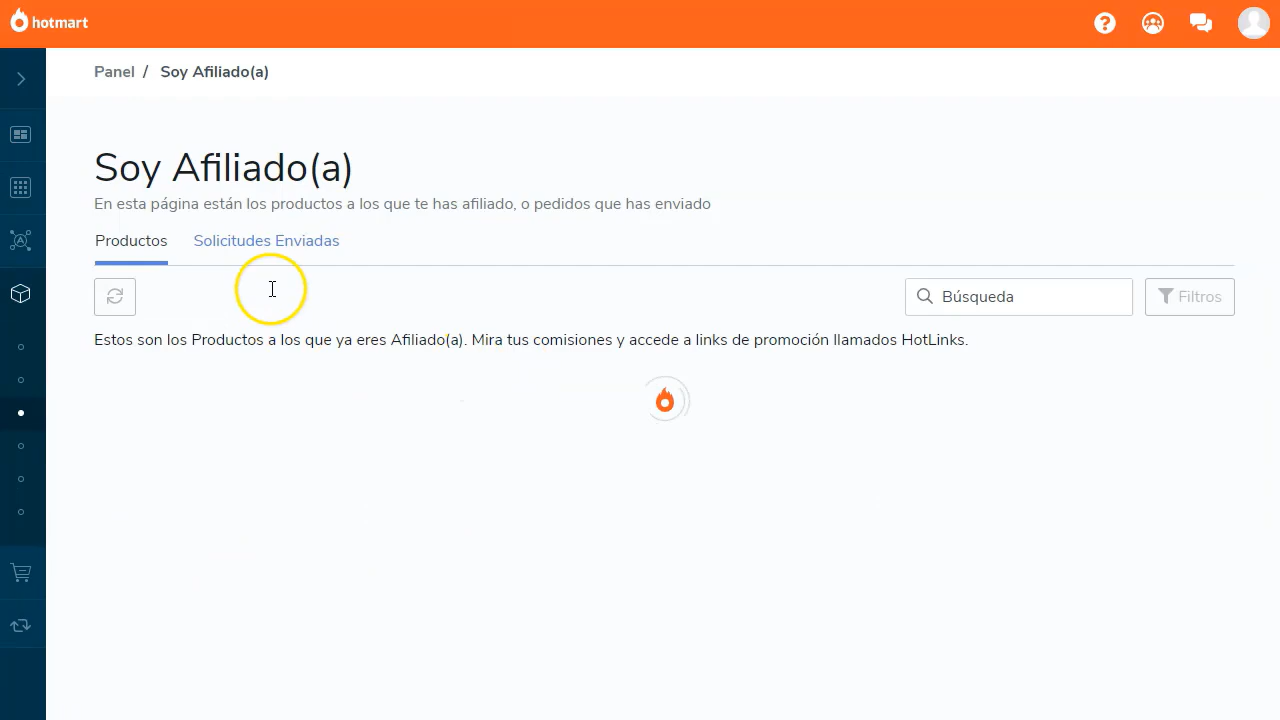 hotmart
Panel / Soy Afiliado(a)
Soy Afiliado(a)
En esta página están los productos a los que te has afiliado, o pedidos que has enviado
Productos Solicitudes Enviadas
Búsqueda Filtros
Estos son los Productos a los que ya eres Afiliado(a). Mira tus comisiones y accede a links de promoción llamados HotLinks.